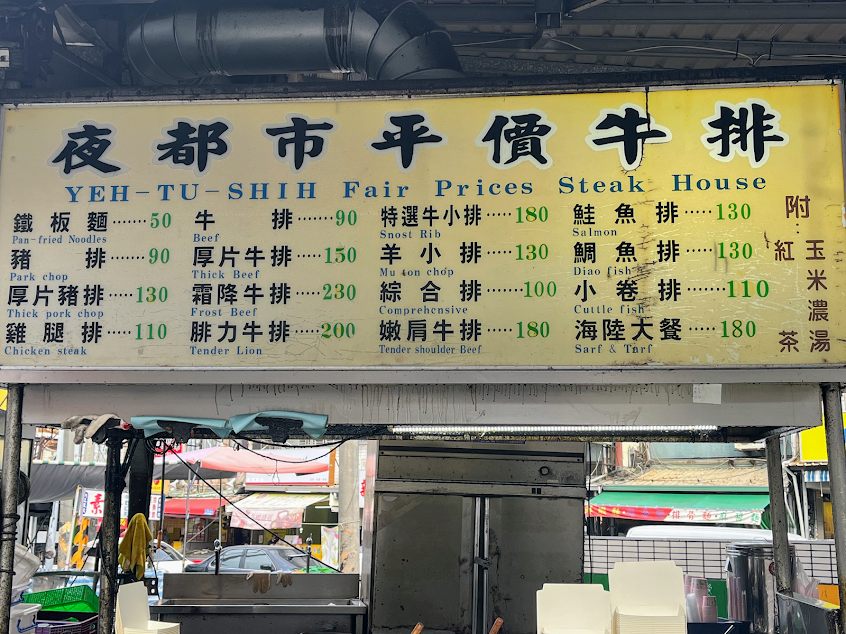 夜都市平價牛排
YEH-TU-SHIH Fair Prices Steak House
鐵板麵······50
Pan-fried Noodles
豬排······90
Park chop
厚片豬排·····130
Thick pork chop
雞腿排·····110
Chicken steak
牛排······90
Beef
厚片牛排·····150
Thick Beef
霜降牛排·····230
Frost Beef
腓力牛排·····200
Tender Lion
特選牛小排·····180
Snost Rib
羊小排·····130
Mu ton chop
綜合排·····100
Comprehensive
嫩肩牛排·····180
Tender shoulder Beef
鮭魚排·····130
Salmon
鯛魚排·····130
Diao fish
小卷排·····110
Cuttle fish
海陸大餐·····180
Sarf & Tarf
附:
玉米濃湯
紅茶
素